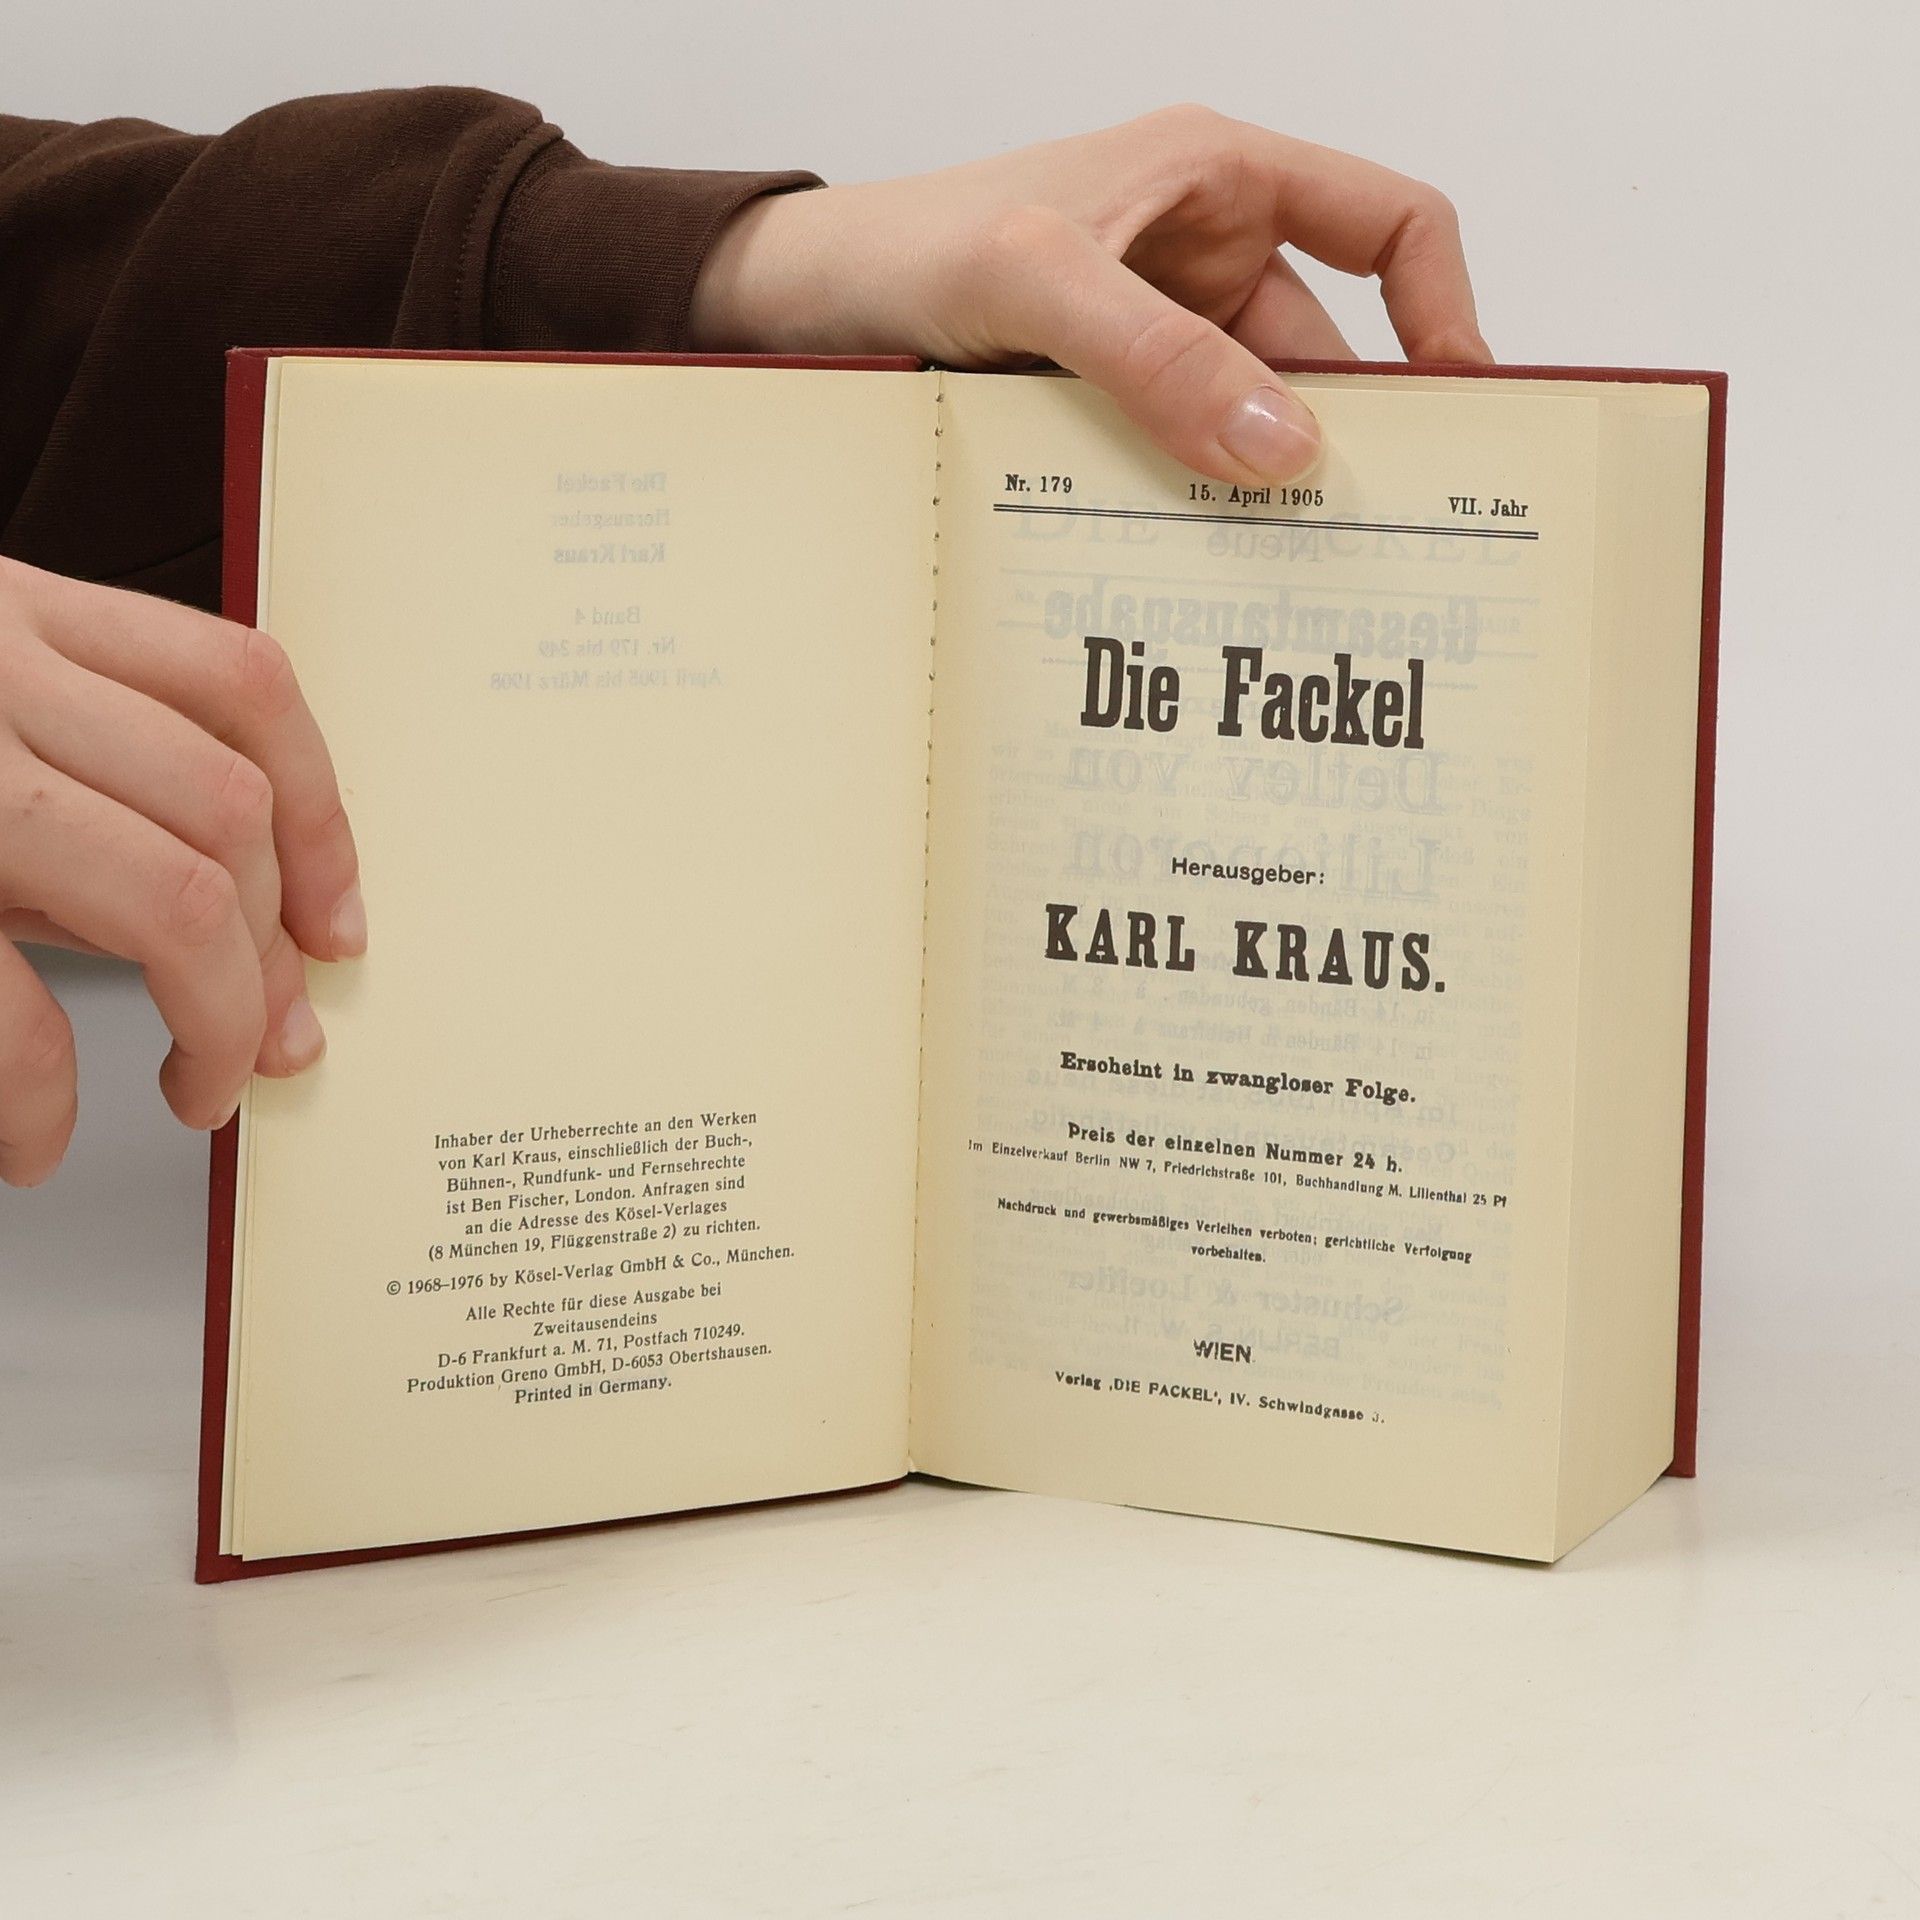 Die Fackel
Herausgeber
Karl Kraus
Band 4
Nr. 179 bis 249
April 1905 bis März 1908
Inhaber der Urheberrechte an den Werken
von Karl Kraus, einschließlich der Buch-,
Bühnen-, Rundfunk- und Fernsehrechte
ist Ben Fischer, London. Anfragen sind
an die Adresse des Kösel-Verlages
(8 München 19, Flüggenstraße 2) zu richten.
© 1968–1976 by Kösel-Verlag GmbH & Co., München.
Alle Rechte für diese Ausgabe bei
Zweitausendeins
D-6 Frankfurt a. M. 71, Postfach 710249.
Produktion Greno GmbH, D-6053 Obertshausen.
Printed in Germany.
Nr. 179 15. April 1905 VII. Jahr
Die Fackel
Herausgeber:
KARL KRAUS.
Erscheint in zwangloser Folge.
Preis der einzelnen Nummer 24 h.
Im Einzelverkauf Berlin NW 7, Friedrichstraße 101, Buchhandlung M. Lilienthal 25 Pf
Nachdruck und gewerbsmäßiges Verleihen verboten; gerichtliche Verfolgung
vorbehalten.
WIEN.
Verlag ‚DIE FACKEL‘, IV. Schwindgasse 3.